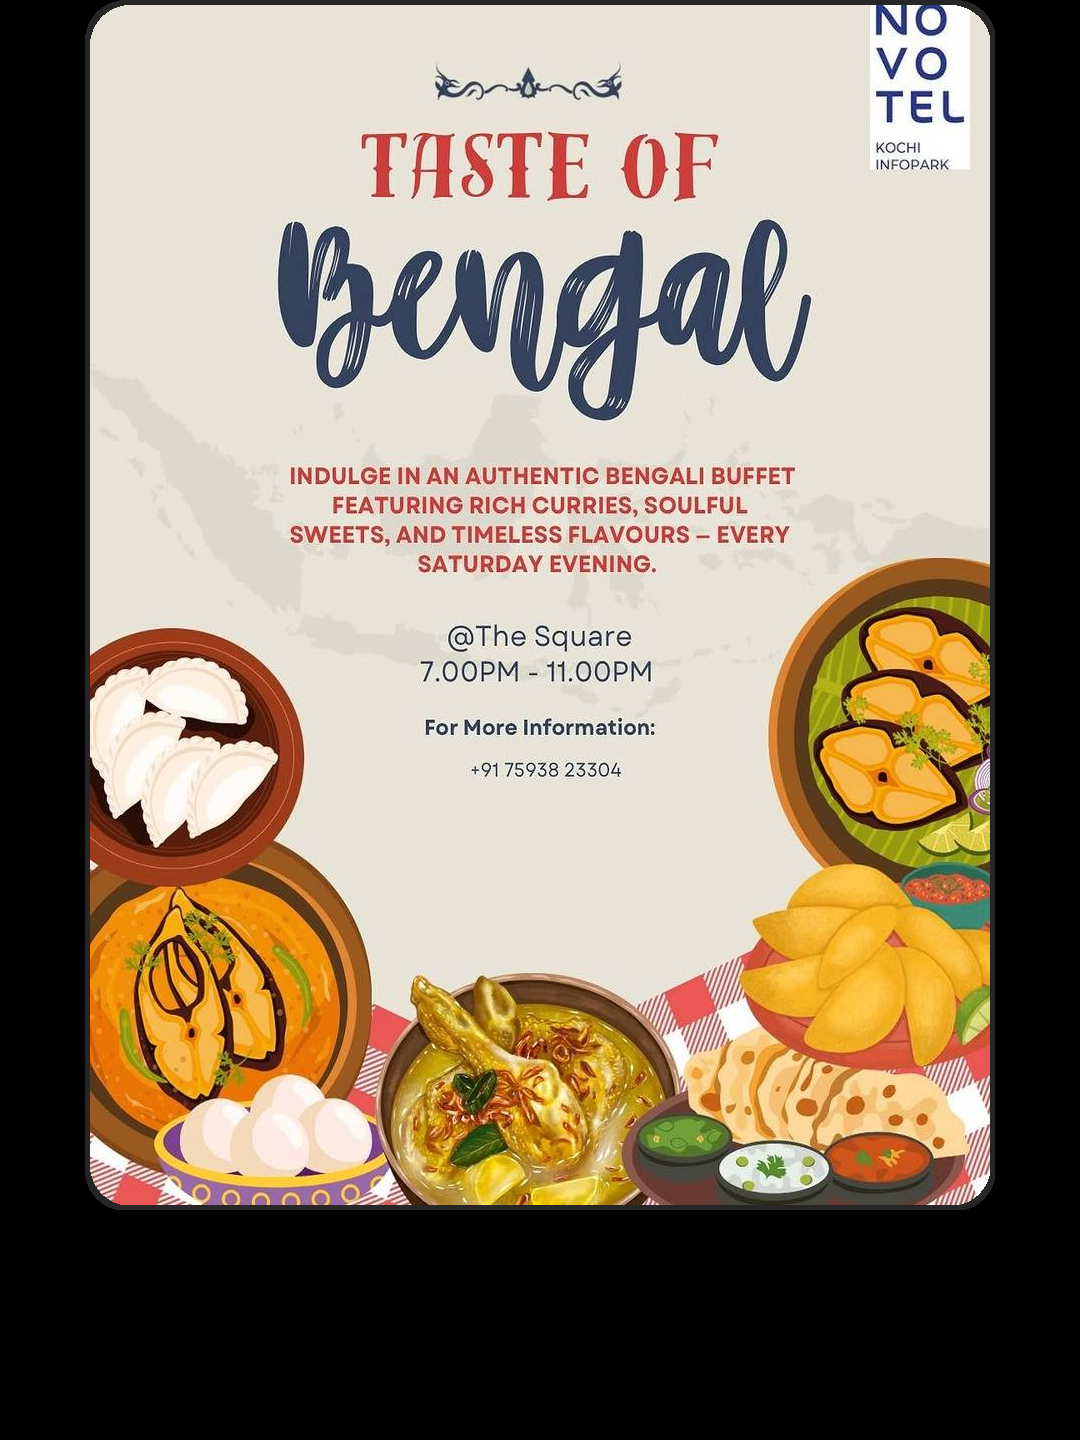 NO
VO
TEL
KOCHI
INFOPARK
TASTE OF
Bengal
INDULGE IN AN AUTHENTIC BENGALI BUFFET
FEATURING RICH CURRIES, SOULFUL
SWEETS, AND TIMELESS FLAVOURS – EVERY
SATURDAY EVENING.
@The Square
7.00PM - 11.00PM
For More Information:
+91 75938 23304